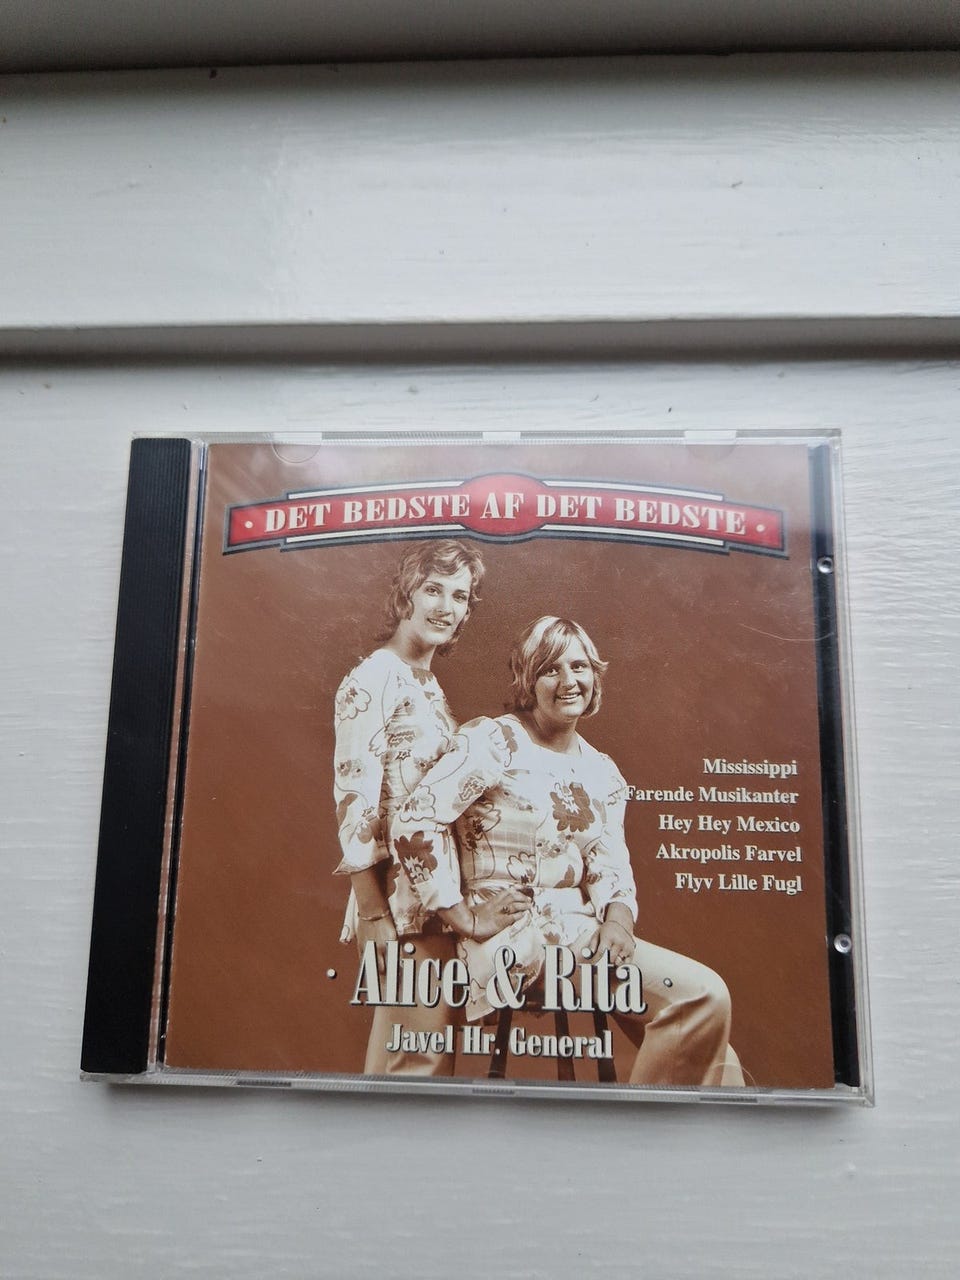 · DET BEDSTE AF DET BEDSTE ·
Mississippi
Farende Musikanter
Hey Hey Mexico
Akropolis Farvel
Flyv Lille Fugl
· Alice & Rita ·
Javel Hr. General